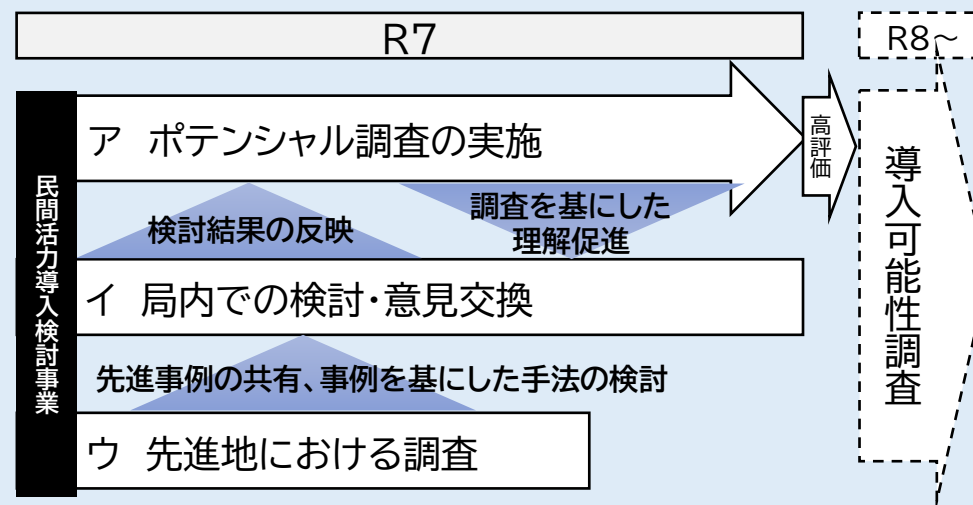 R7
R8～
民間活力導入検討事業
ア ポテンシャル調査の実施
高評価
導入可能性調査
検討結果の反映
調査を基にした
理解促進
イ 局内での検討・意見交換
先進事例の共有、事例を基にした手法の検討
ウ 先進地における調査